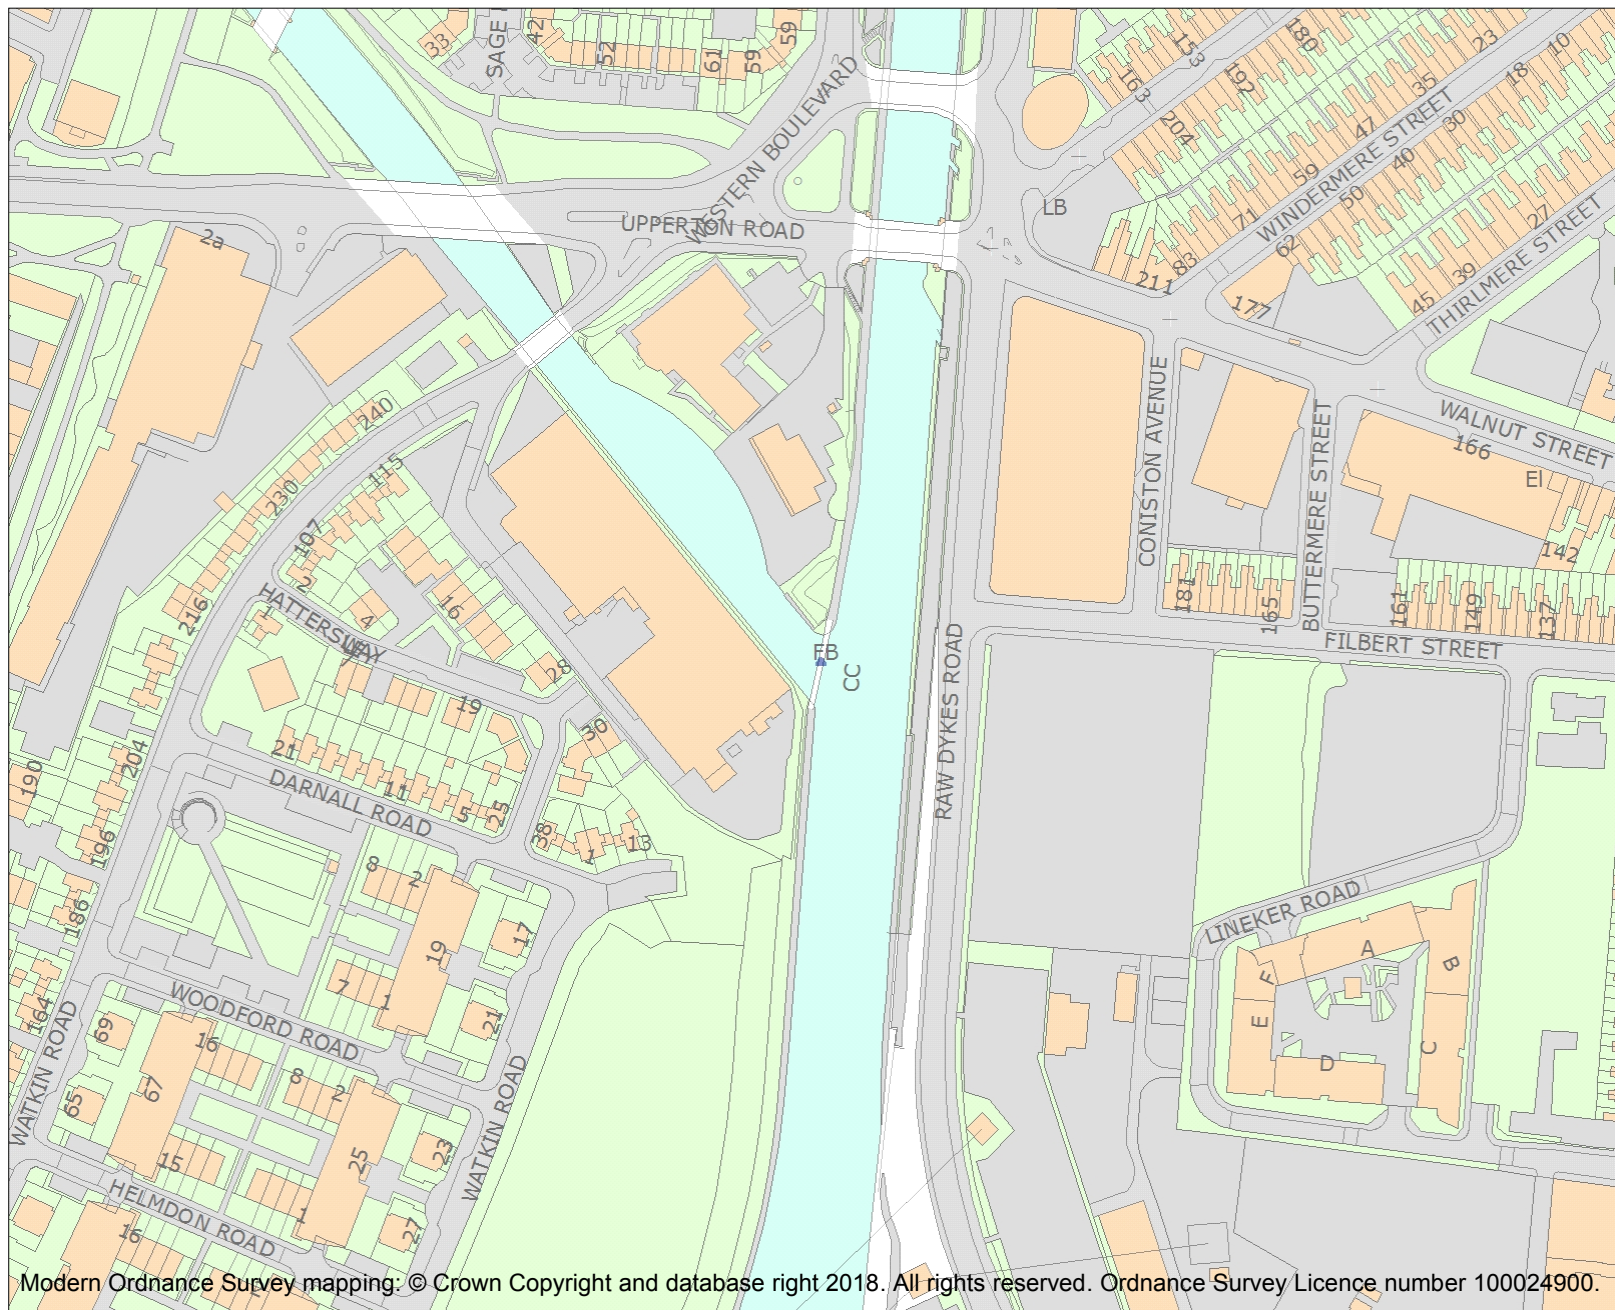 33
SAGE
42
52
61
59
59
WESTERN BOULEVARD
UPPERTON ROAD
153
163
180
192
204
23
10
35
18
47
30
59
40
71
50
83
62
WINDERMERE STREET
27
39
45
THIRLMERE STREET
LB
211
177
2a
240
230
115
107
216
2
1
4
16
HATTERSLEY WAY
7
28
19
30
21
11
5
25
DARNALL ROAD
38
1
13
204
190
196
186
164
8
2
19
17
7
1
21
WOODFORD ROAD
69
16
8
2
67
65
WATKIN ROAD
WATKIN ROAD
23
25
15
1
27
HELMDON ROAD
16
FB
CC
RAW DYKES ROAD
CONISTON AVENUE
BUTTERMERE STREET
WALNUT STREET
166
El
142
181
165
161
149
137
FILBERT STREET
LINEKER ROAD
A
B
C
D
E
F
Modern Ordnance Survey mapping: © Crown Copyright and database right 2018. All rights reserved. Ordnance Survey Licence number 100024900.